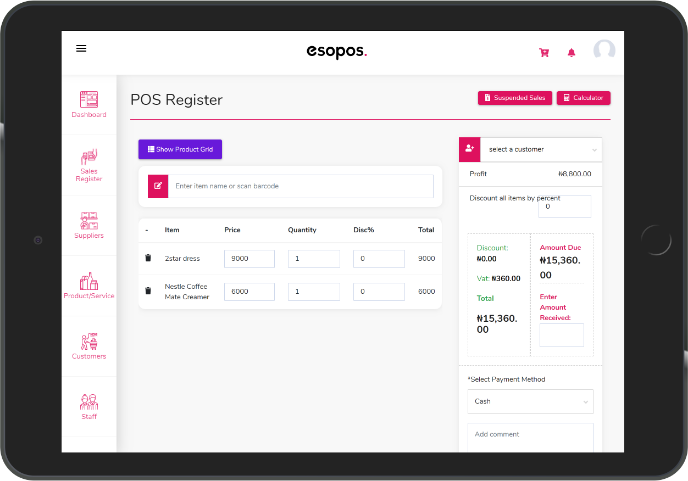 esopos.
POS Register
Suspended Sales
Calculator
Dashboard
Sales
Register
Suppliers
Product/Service
Customers
Staff
Show Product Grid
Enter item name or scan barcode
- Item Price Quantity Disc% Total
2star dress 9000 1 0 9000
Nestle Coffee
Mate Creamer 6000 1 0 6000
select a customer
Profit ₦8,800.00
Discount all items by percent
0
Discount:
₦0.00
Vat: ₦360.00
Total
₦15,360.
00
Amount Due
₦15,360.
00
Enter
Amount
Received:
*Select Payment Method
Cash
Add comment